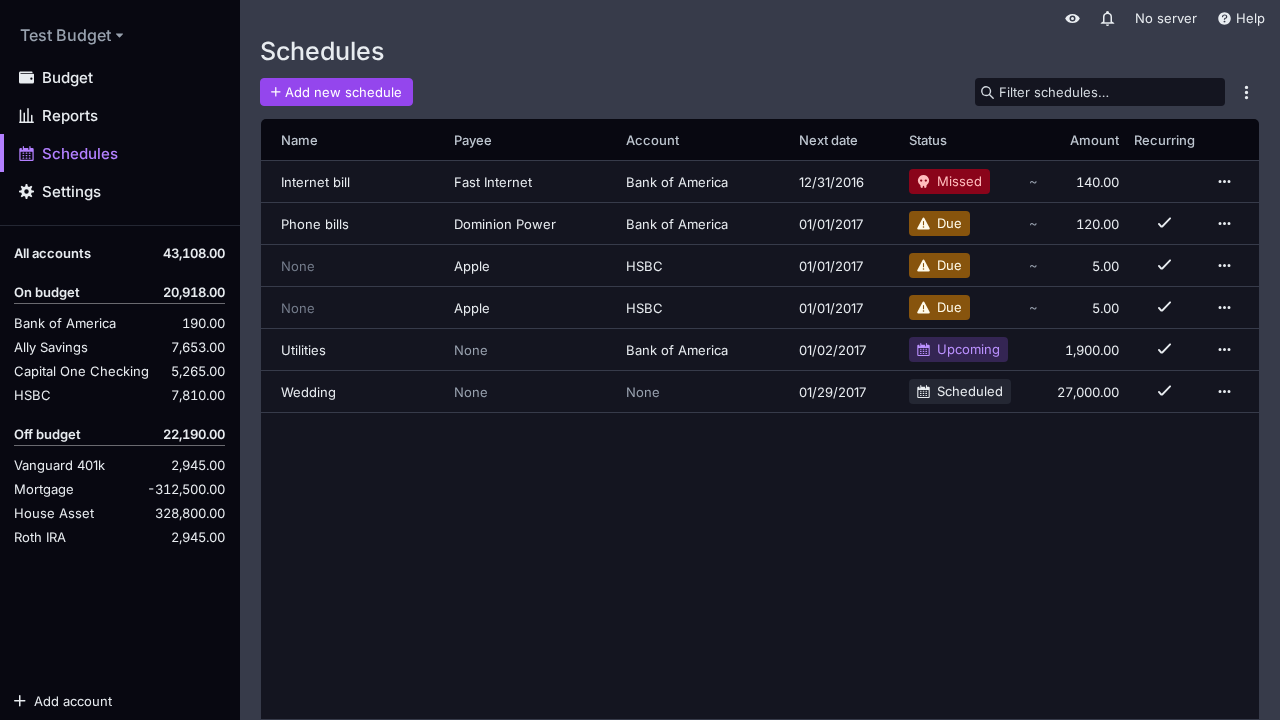 Test Budget
Budget
Reports
Schedules
Settings
All accounts 43,108.00
On budget 20,918.00
Bank of America 190.00
Ally Savings 7,653.00
Capital One Checking 5,265.00
HSBC 7,810.00
Off budget 22,190.00
Vanguard 401k 2,945.00
Mortgage -312,500.00
House Asset 328,800.00
Roth IRA 2,945.00
Add account
No server Help
Schedules
Add new schedule
Filter schedules…
Name Payee Account Next date Status Amount Recurring
Internet bill Fast Internet Bank of America 12/31/2016 Missed ~ 140.00
Phone bills Dominion Power Bank of America 01/01/2017 Due ~ 120.00
None Apple HSBC 01/01/2017 Due ~ 5.00
None Apple HSBC 01/01/2017 Due ~ 5.00
Utilities None Bank of America 01/02/2017 Upcoming 1,900.00
Wedding None None 01/29/2017 Scheduled 27,000.00